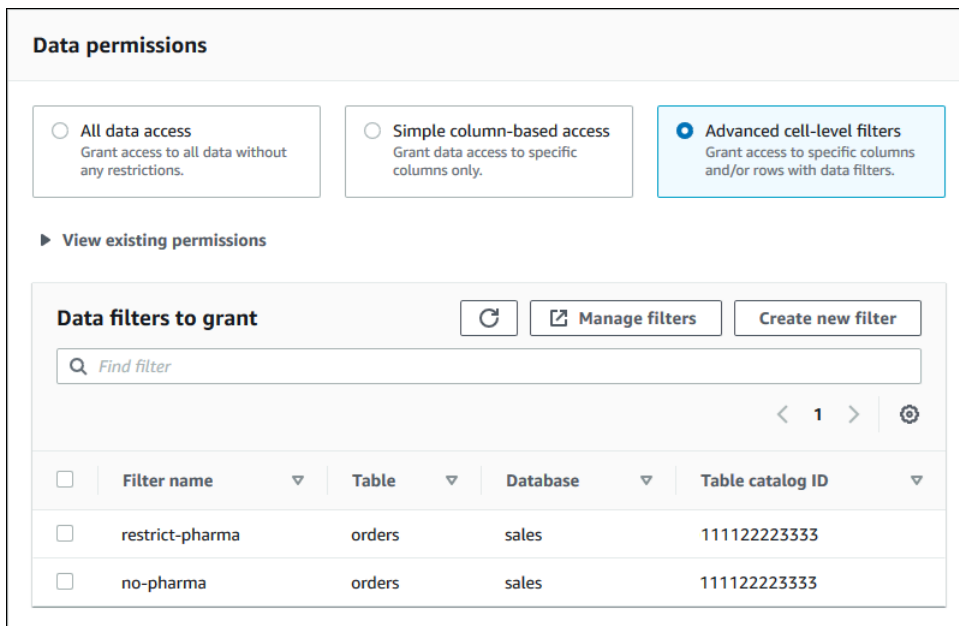 Data permissions
All data access
Grant access to all data without
any restrictions.
Simple column-based access
Grant data access to specific
columns only.
Advanced cell-level filters
Grant access to specific columns
and/or rows with data filters.
View existing permissions
Data filters to grant
Manage filters
Create new filter
Find filter
1
Filter name Table Database Table catalog ID
restrict-pharma orders sales 111122223333
no-pharma orders sales 111122223333